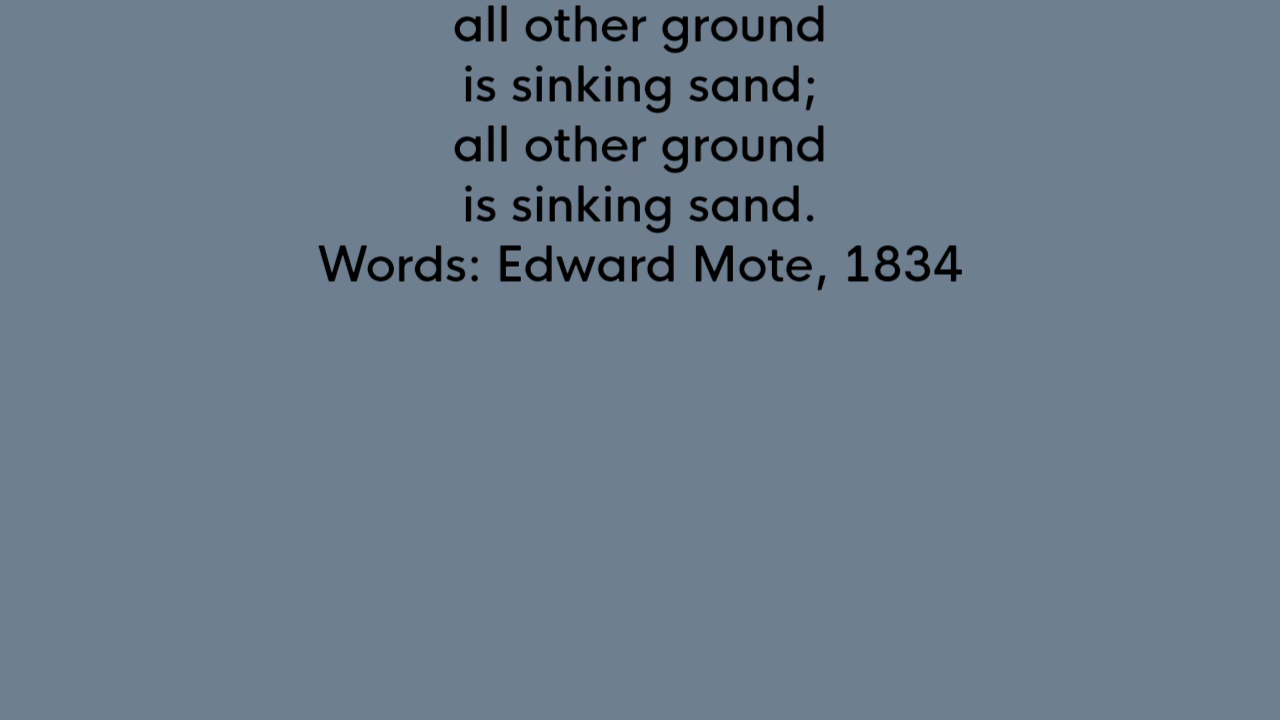 all other ground
is sinking sand;
all other ground
is sinking sand.
Words: Edward Mote, 1834